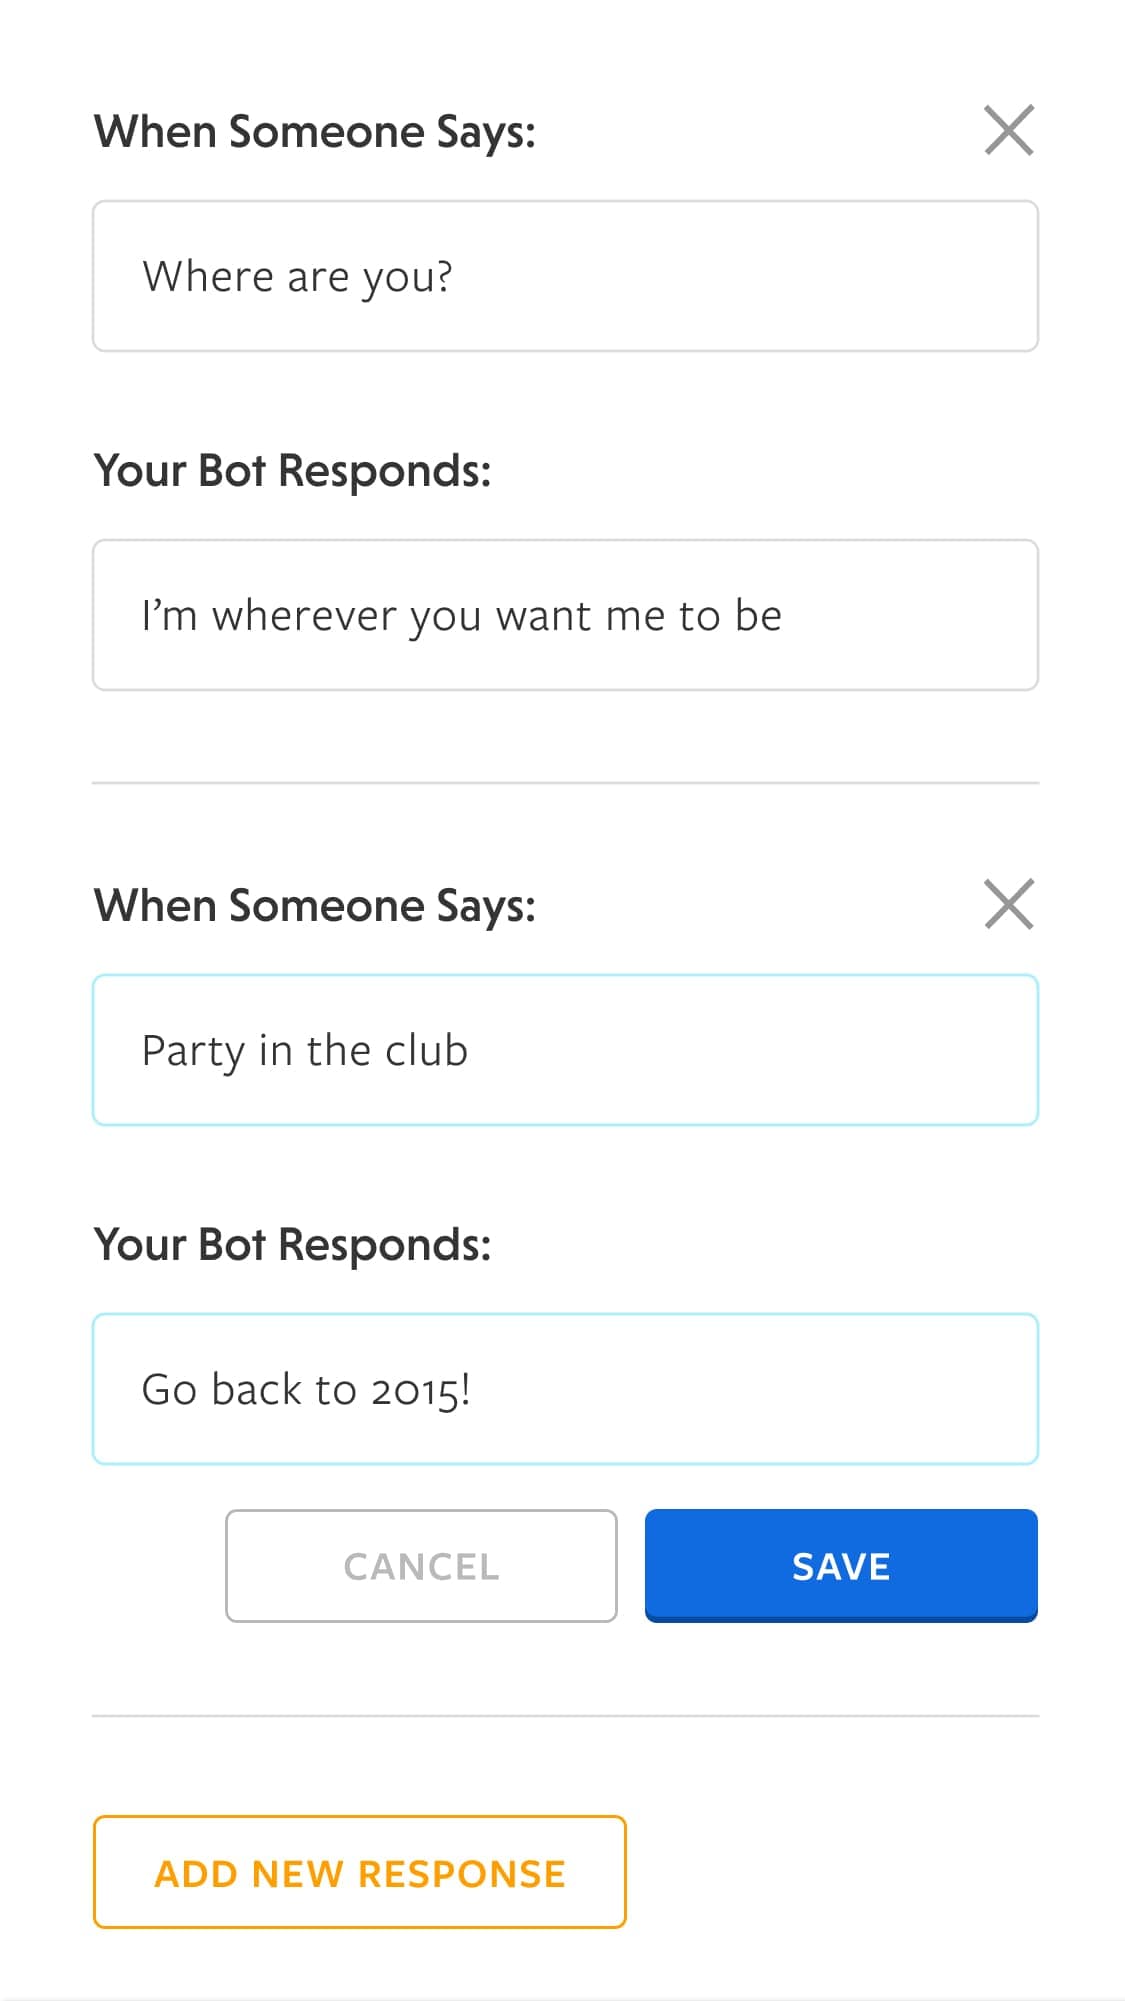 When Someone Says:
Where are you?
Your Bot Responds:
I’m wherever you want me to be
When Someone Says:
Party in the club
Your Bot Responds:
Go back to 2015!
CANCEL
SAVE
ADD NEW RESPONSE